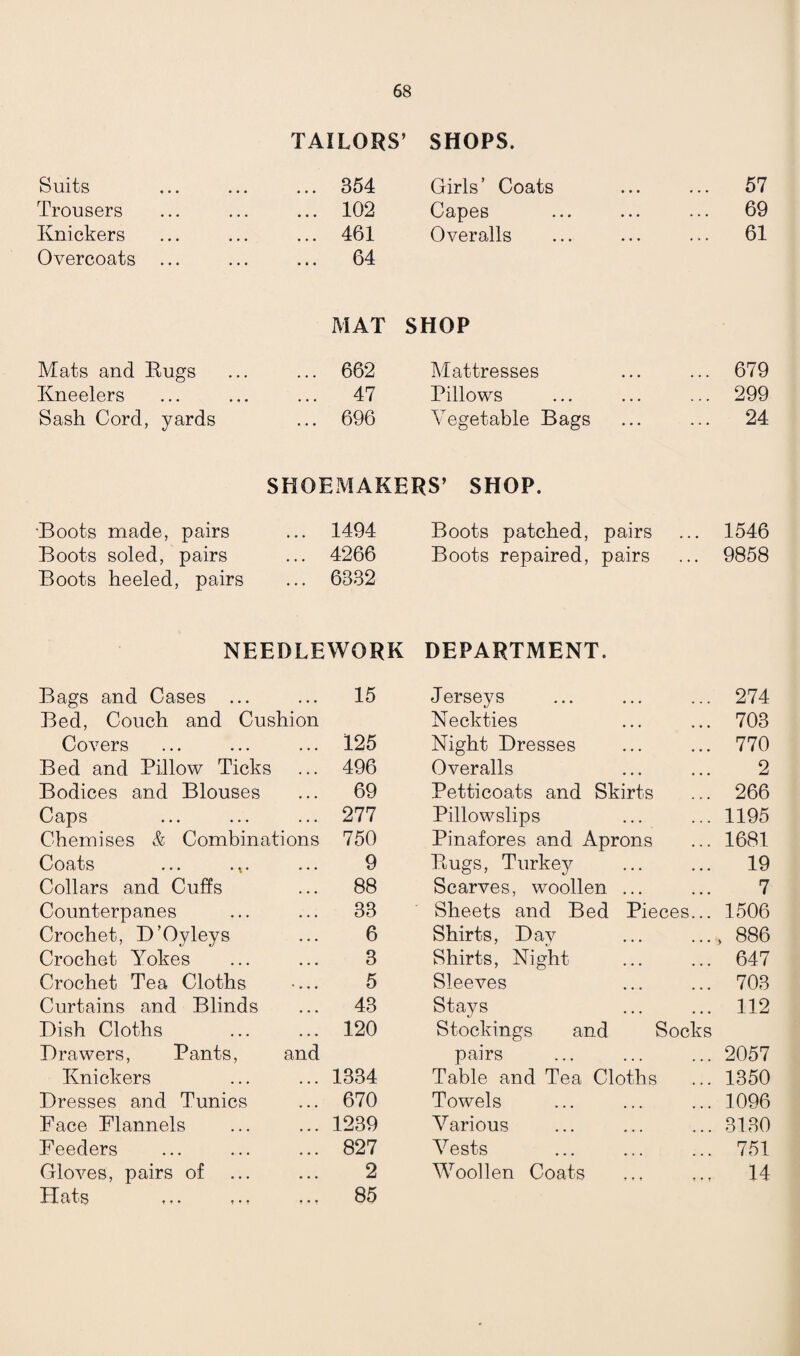 68
TAILORS' SHOPS.
Suits ... ... ... 354
Trousers ... ... ... 102
Knickers ... ... ... 461
Overcoats ... ... ... 64
Girls' Coats ... ... 57
Capes ... ... ... 69
Overalls ... ... ... 61
MAT SHOP
Mats and Rugs ... ... 662
Kneelers ... ... ... 47
Sash Cord, yards ... 696
Mattresses ... ... 679
Pillows ... ... ... 299
Vegetable Bags ... ... 24
SHOEMAKERS' SHOP.
Boots made, pairs ... 1494
Boots soled, pairs ... 4266
Boots heeled, pairs ... 6332
Boots patched, pairs ... 1546
Boots repaired, pairs ... 9858
NEEDLEWORK DEPARTMENT.
Bags and Cases ... ... 15
Bed, Couch and Cushion
Covers ... ... ... 125
Bed and Pillow Ticks ... 496
Bodices and Blouses ... 69
Caps ... ... ... 277
Chemises & Combinations 750
Coats ... ... ... 9
Collars and Cuffs ... 88
Counterpanes ... ... 33
Crochet, D'Oyleys ... 6
Crochet Yokes ... ... 3
Crochet Tea Cloths .... 5
Curtains and Blinds ... 43
Dish Cloths ... ... 120
Drawers, Pants, and
Knickers ... ... 1334
Dresses and Tunics ... 670
Face Flannels ... ... 1239
Feeders ... ... ... 827
Gloves, pairs of ... ... 2
Hats ... ... ... 85
Jerseys ... ... ... 274
Neckties ... ... 703
Night Dresses ... ... 770
Overalls ... ... 2
Petticoats and Skirts ... 266
Pillowslips ... ... 1195
Pinafores and Aprons ... 1681
Rugs, Turkey ... ... 19
Scarves, woollen ... ... 7
Sheets and Bed Pieces... 1506
Shirts, Day ... ..., 886
Shirts, Night ... ... 647
Sleeves ... ... 703
Stays ... ... 112
Stockings and Socks
pairs ... ... ... 2057
Table and Tea Cloths ... 1350
Towels ... ... ... 1096
Various ... ... ... 3130
Vests ... ... ... 751
Woollen Coats ... ... 14